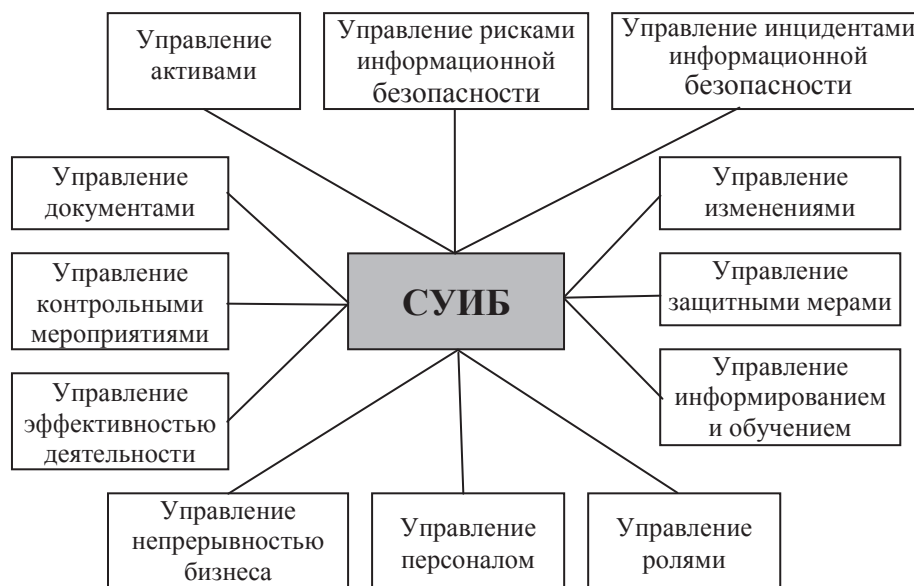 Управление
активами
Управление рисками
информационной
безопасности
Управление инцидентами
информационной
безопасности
Управление
документами
Управление
изменениями
Управление
контрольными
мероприятиями
СУИБ
Управление
защитными мерами
Управление
эффективностью
деятельности
Управление
информированием
и обучением
Управление
непрерывностью
бизнеса
Управление
персоналом
Управление
ролями